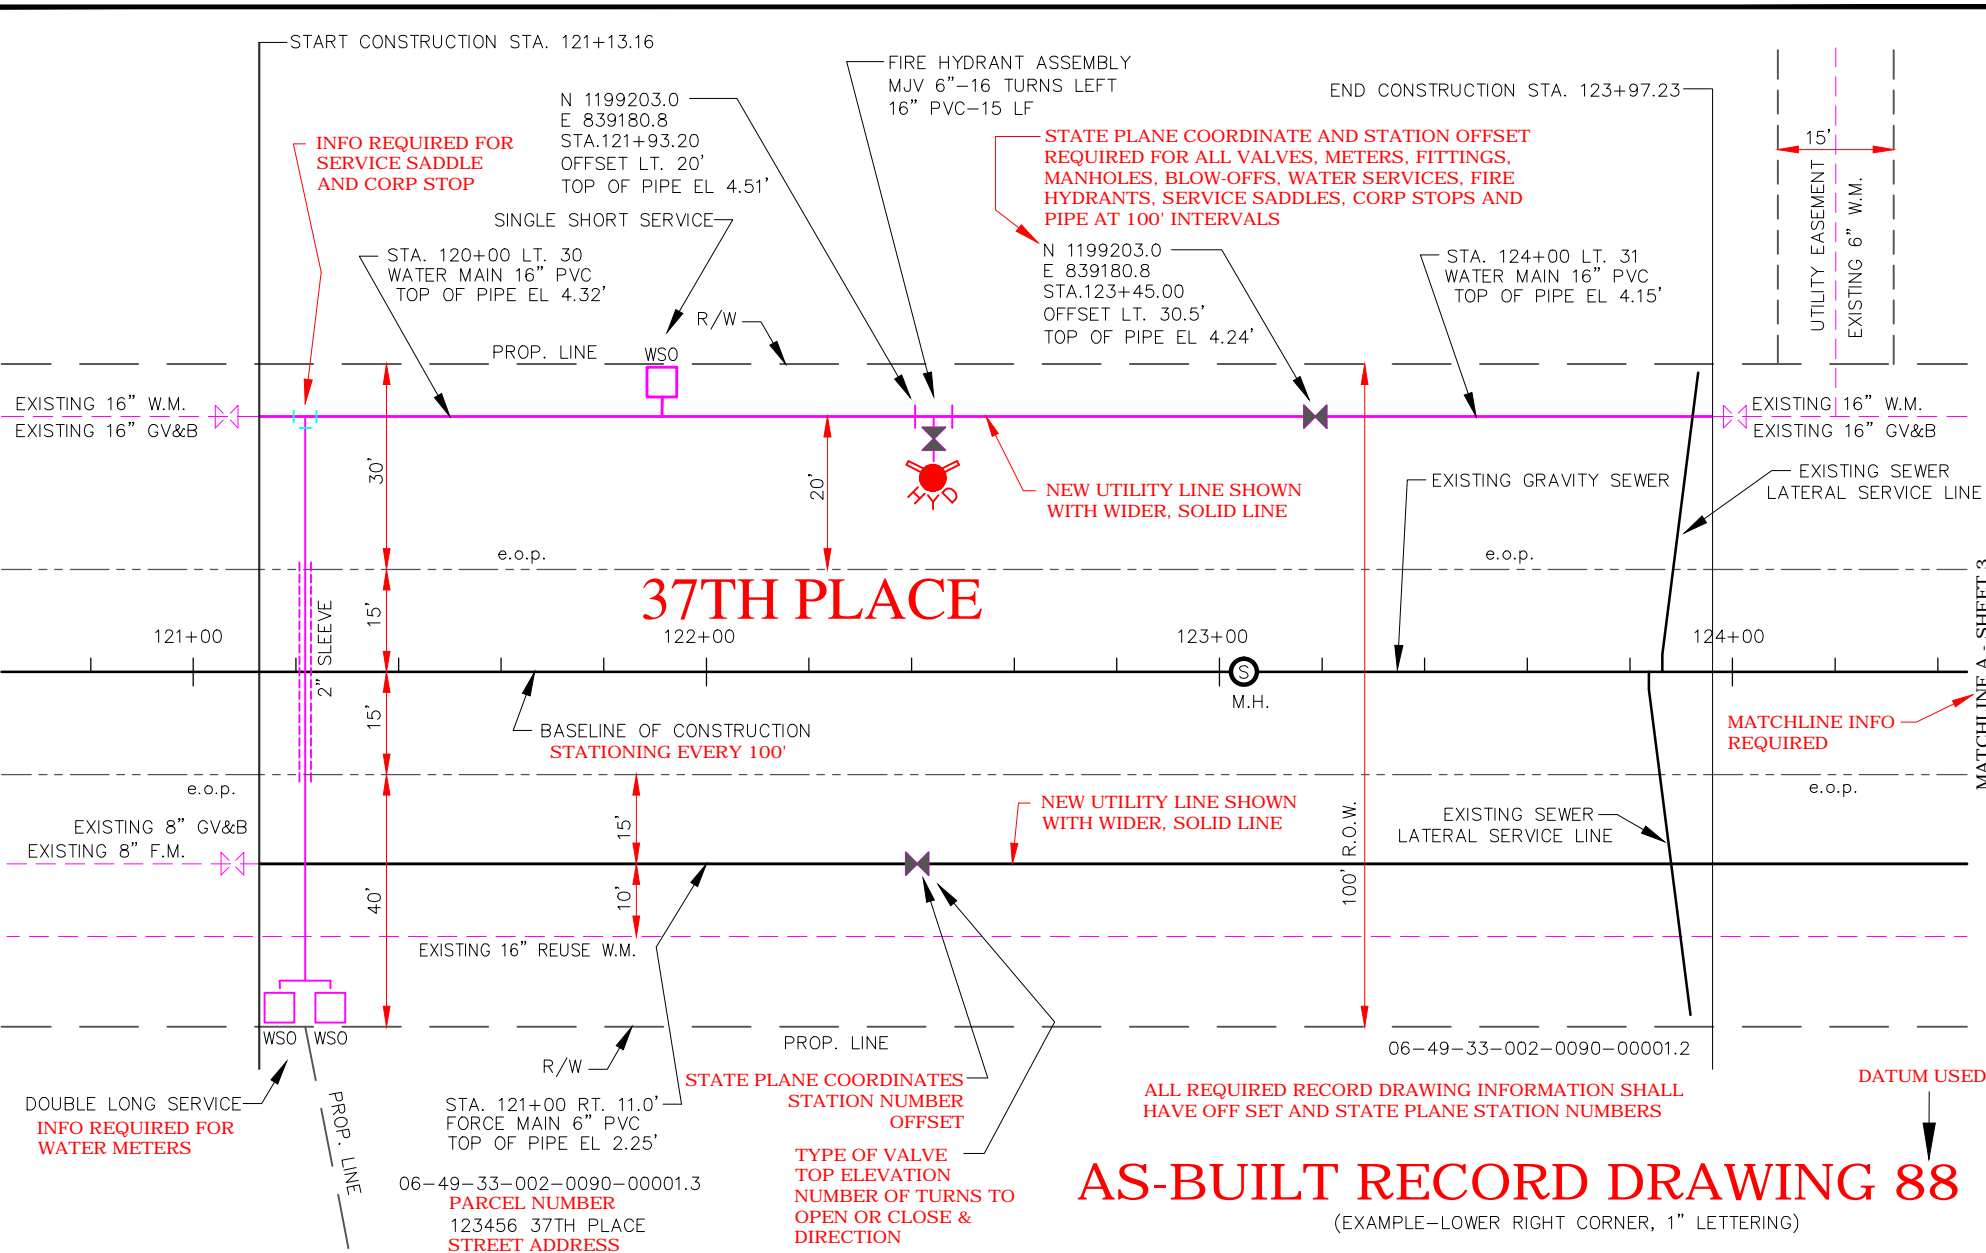 START CONSTRUCTION STA. 121+13.16
N 1199203.0
E 839180.8
STA.121+93.20
OFFSET LT. 20'
TOP OF PIPE EL 4.51'
FIRE HYDRANT ASSEMBLY
MJV 6"-16 TURNS LEFT
16" PVC-15 LF
END CONSTRUCTION STA. 123+97.23
INFO REQUIRED FOR
SERVICE SADDLE
AND CORP STOP
STATE PLANE COORDINATE AND STATION OFFSET
REQUIRED FOR ALL VALVES, METERS, FITTINGS,
MANHOLES, BLOW-OFFS, WATER SERVICES, FIRE
HYDRANTS, SERVICE SADDLES, CORP STOPS AND
PIPE AT 100' INTERVALS
15'
UTILITY EASEMENT
EXISTING 6" W.M.
SINGLE SHORT SERVICE
STA. 120+00 LT. 30
WATER MAIN 16" PVC
TOP OF PIPE EL 4.32'
N 1199203.0
E 839180.8
STA.123+45.00
OFFSET LT. 30.5'
TOP OF PIPE EL 4.24'
STA. 124+00 LT. 31
WATER MAIN 16" PVC
TOP OF PIPE EL 4.15'
R/W
PROP. LINE
WSO
EXISTING 16" W.M.
EXISTING 16" GV&B
EXISTING 16" W.M.
EXISTING 16" GV&B
30'
20'
HYD
NEW UTILITY LINE SHOWN
WITH WIDER, SOLID LINE
EXISTING GRAVITY SEWER
EXISTING SEWER
LATERAL SERVICE LINE
e.o.p.
e.o.p.
37TH PLACE
15'
2" SLEEVE
121+00
122+00
123+00
124+00
MATCHLINE A - SHEET 3
S
M.H.
15'
BASELINE OF CONSTRUCTION
STATIONING EVERY 100'
MATCHLINE INFO
REQUIRED
e.o.p.
e.o.p.
EXISTING 8" GV&B
EXISTING 8" F.M.
15'
NEW UTILITY LINE SHOWN
WITH WIDER, SOLID LINE
EXISTING SEWER
LATERAL SERVICE LINE
40'
10'
100' R.O.W.
EXISTING 16" REUSE W.M.
WSO
WSO
R/W
PROP. LINE
06-49-33-002-0090-00001.2
DOUBLE LONG SERVICE
INFO REQUIRED FOR
WATER METERS
PROP. LINE
STA. 121+00 RT. 11.0'
FORCE MAIN 6" PVC
TOP OF PIPE EL 2.25'
STATE PLANE COORDINATES
STATION NUMBER
OFFSET
ALL REQUIRED RECORD DRAWING INFORMATION SHALL
HAVE OFF SET AND STATE PLANE STATION NUMBERS
DATUM USED
TYPE OF VALVE
TOP ELEVATION
NUMBER OF TURNS TO
OPEN OR CLOSE &
DIRECTION
06-49-33-002-0090-00001.3
PARCEL NUMBER
123456 37TH PLACE
STREET ADDRESS
AS-BUILT RECORD DRAWING 88
(EXAMPLE-LOWER RIGHT CORNER, 1" LETTERING)